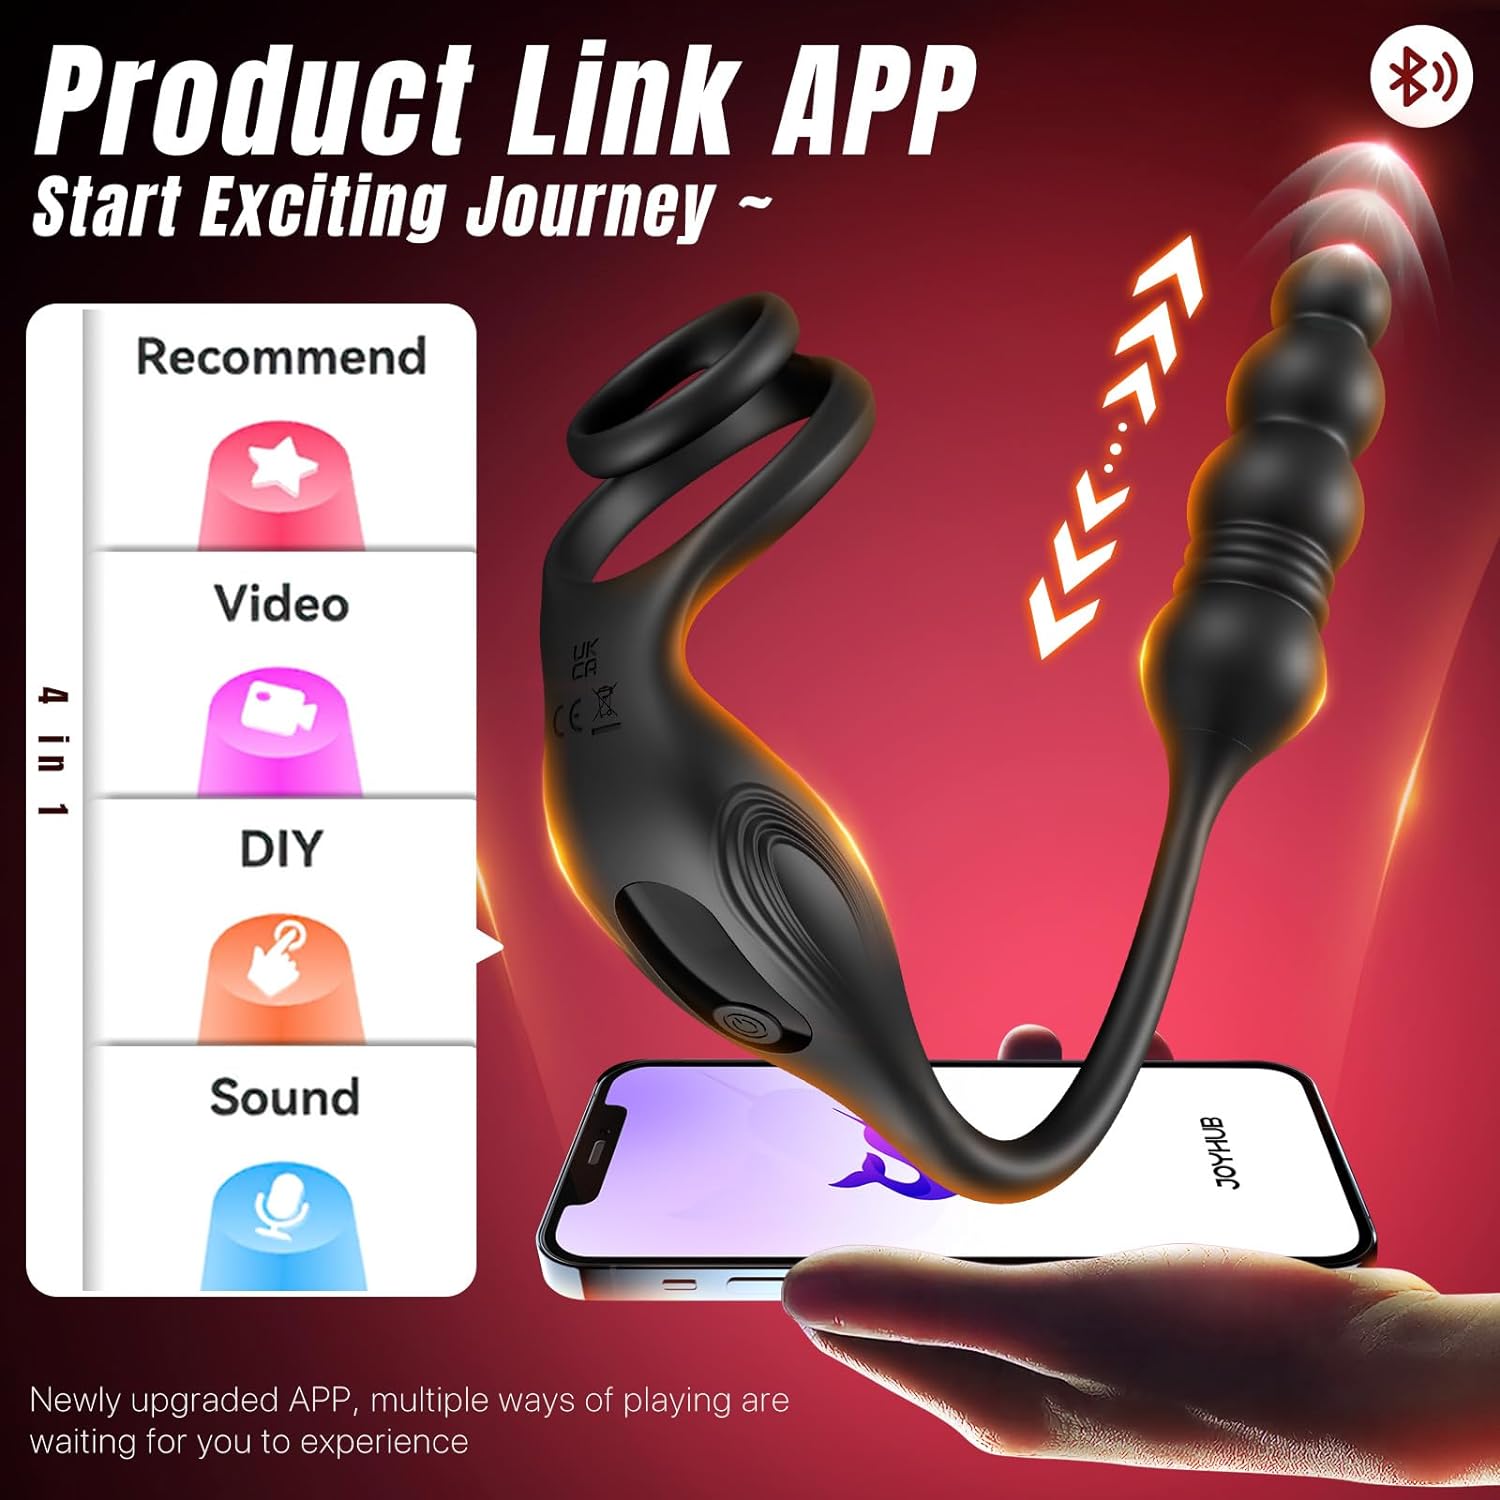 Product Link APP
Start Exciting Journey ~
Recommend
Video
DIY
Sound
4 in 1
UK
CA
CE
JOYHUB
Newly upgraded APP, multiple ways of playing are
waiting for you to experience